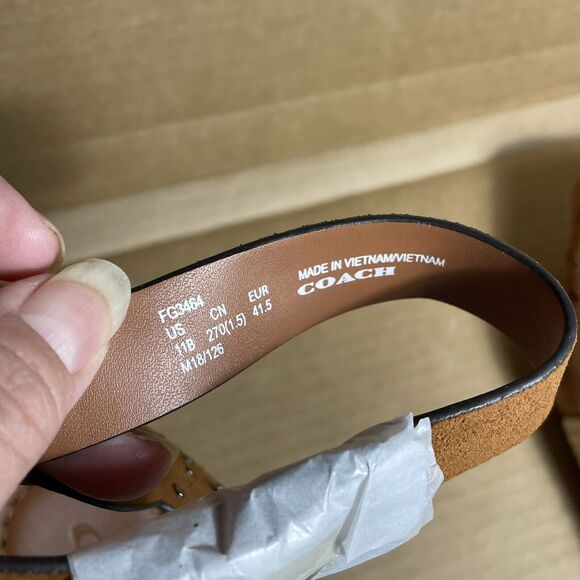 FG3464
US CN EUR
11B 270(1.5) 41.5
M18/126
MADE IN VIETNAM/VIETNAM
COACH